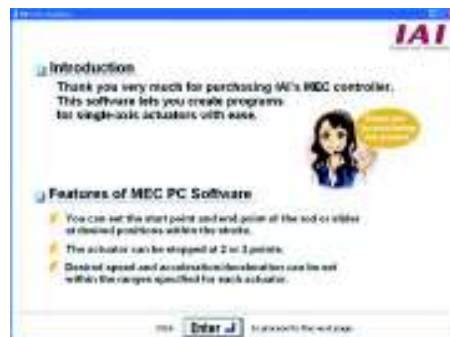 IAI
Introduction
Thank you very much for purchasing IAI's MEC controller.
This software lets you create programs
for single-axis actuators with ease.
Features of MEC PC Software
You can set the start point and end point of the rod or slider
at desired positions within the stroke.
The actuator can be stopped at 2 or 3 points.
Desired speed and acceleration/deceleration can be set
within the ranges specified for each actuator.
Enter
to proceed to the next page.